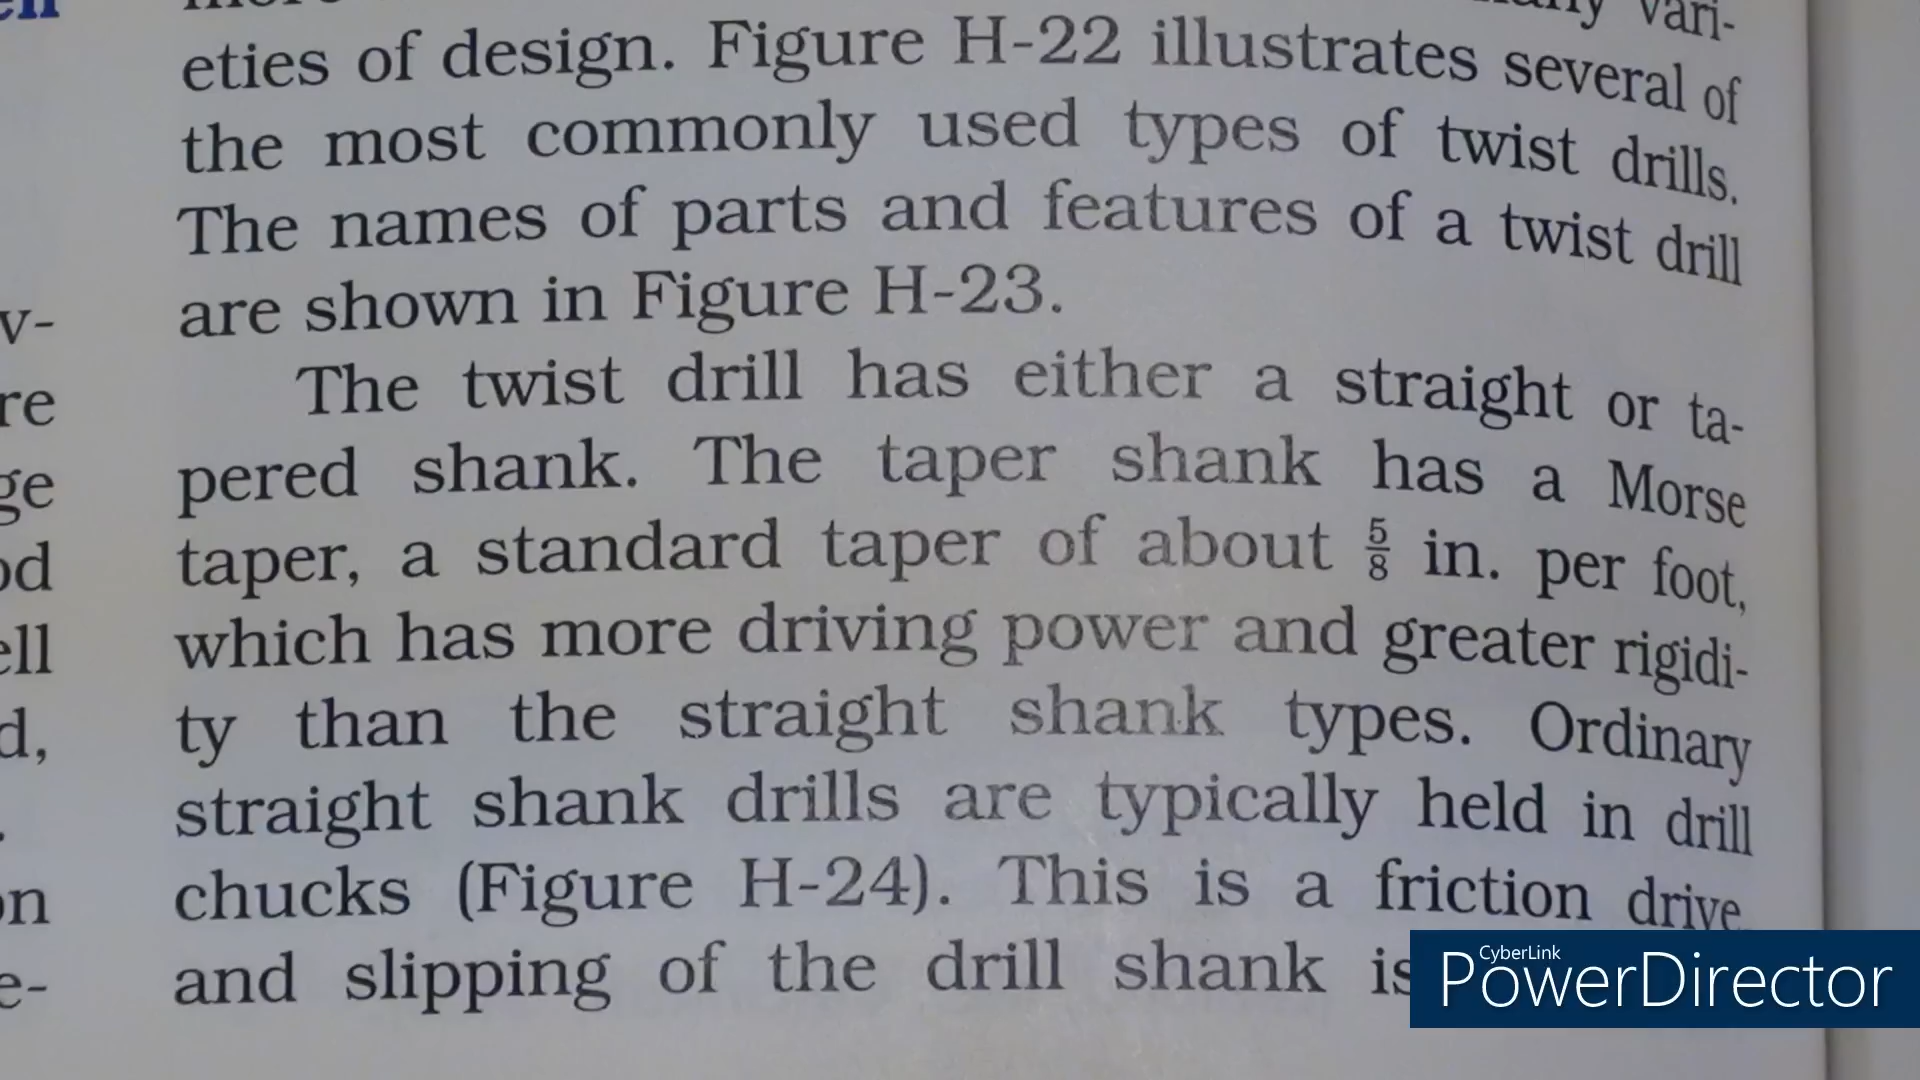 eties of design. Figure H-22 illustrates several of
the most commonly used types of twist drills.
The names of parts and features of a twist drill
are shown in Figure H-23.
The twist drill has either a straight or ta-
pered shank. The taper shank has a Morse
taper, a standard taper of about 5/8 in. per foot,
which has more driving power and greater rigidi-
ty than the straight shank types. Ordinary
straight shank drills are typically held in drill
chucks (Figure H-24). This is a friction drive
and slipping of the drill shank is
CyberLink
PowerDirector